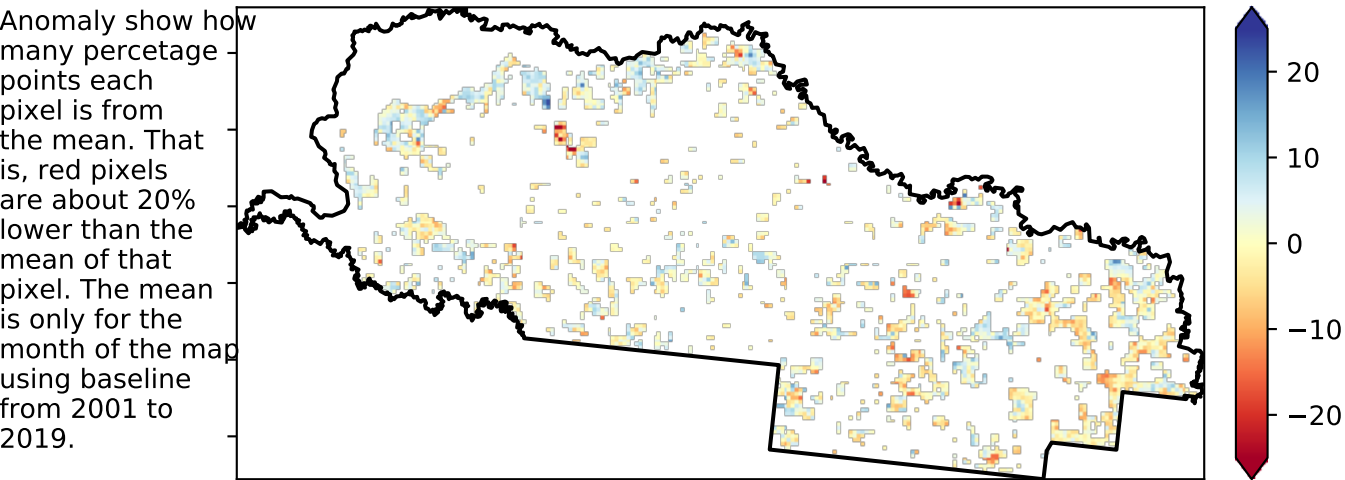 Anomaly show how
many percetage
points each
pixel is from
the mean. That
is, red pixels
are about 20%
lower than the
mean of that
pixel. The mean
is only for the
month of the map
using baseline
from 2001 to
2019.
20
10
0
−10
−20